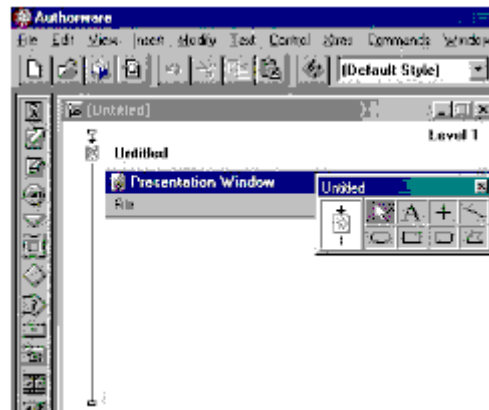 Authorware
File Edit View Insert Modify Text Control Xtras Commands Window
(Default Style)
(Untitled)
Level 1
Untitled
Presentation Window
Untitled
File
A